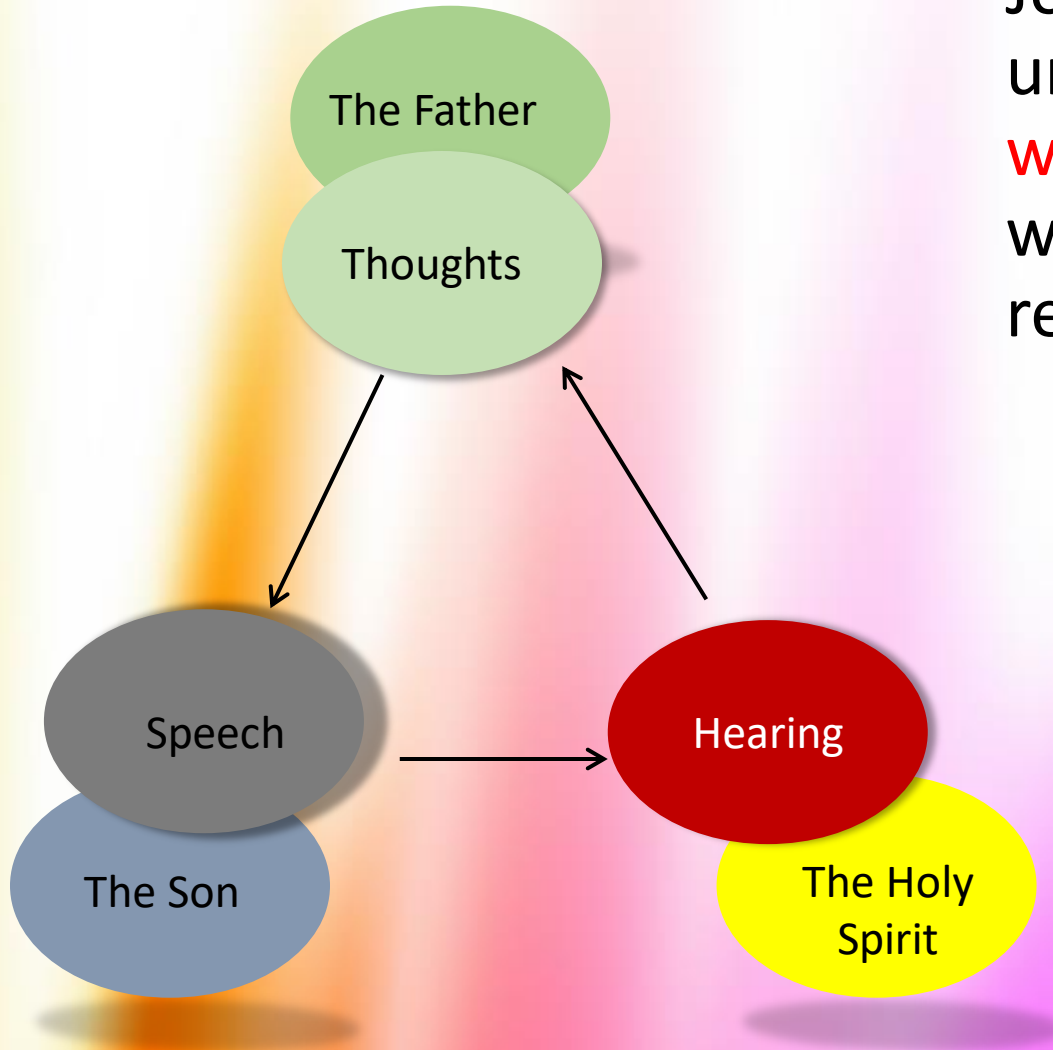 The Father
Thoughts
Speech
Hearing
The Son
The Holy
Spirit